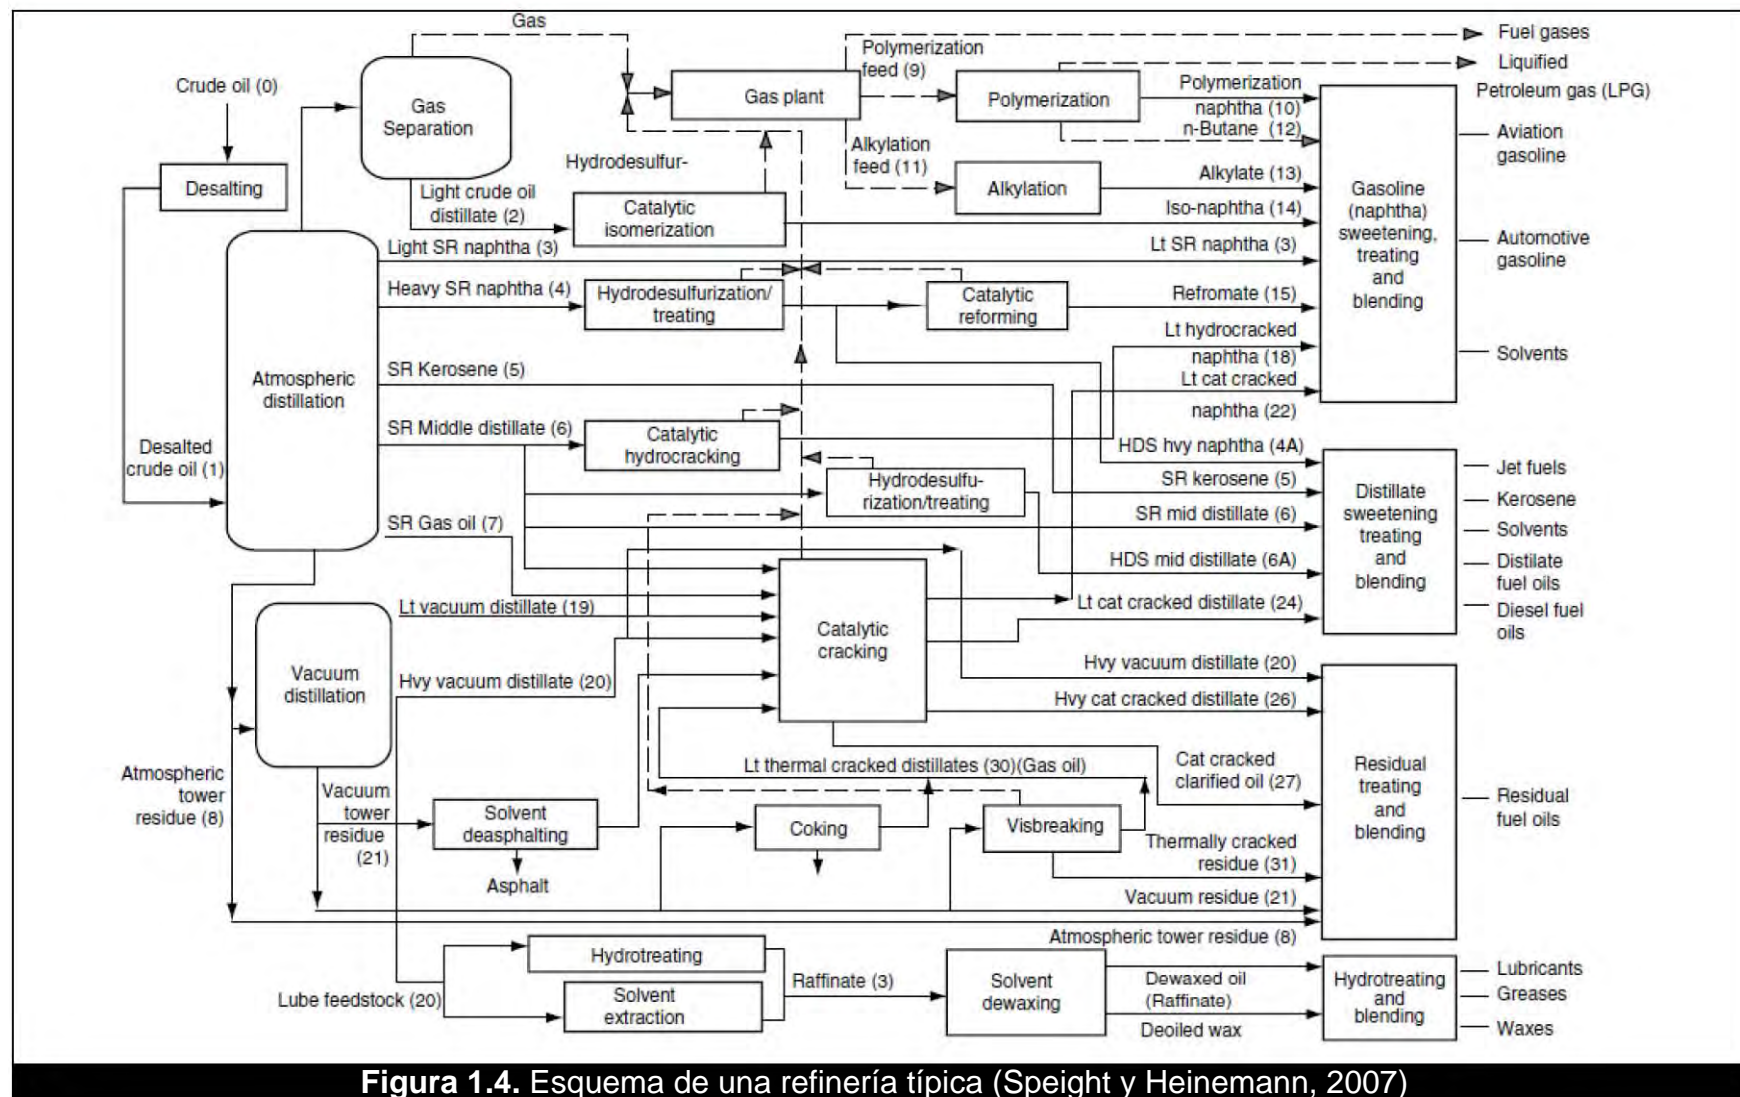 Gas
Fuel gases
Polymerization
feed (9)
Liquified
Petroleum gas (LPG)
Crude oil (0)
Gas
Separation
Gas plant
Polymerization
Polymerization
naphtha (10)
n-Butane (12)
Aviation
gasoline
Hydrodesulfur-
Alkylation
feed (11)
Desalting
Light crude oil
distillate (2)
Catalytic
isomerization
Alkylation
Alkylate (13)
Iso-naphtha (14)
Gasoline
(naphtha)
sweetening,
treating
and
blending
Light SR naphtha (3)
Lt SR naphtha (3)
Automotive
gasoline
Heavy SR naphtha (4)
Hydrodesulfurization/
treating
Catalytic
reforming
Refromate (15)
Lt hydrocracked
naphtha (18)
Solvents
Atmospheric
distillation
SR Kerosene (5)
Lt cat cracked
naphtha (22)
SR Middle distillate (6)
Catalytic
hydrocracking
HDS hvy naphtha (4A)
Desalted
crude oil (1)
Hydrodesulfu-
rization/treating
SR kerosene (5)
Distillate
sweetening
treating
and
blending
Jet fuels
Kerosene
Solvents
Distilate
fuel oils
Diesel fuel
oils
SR Gas oil (7)
SR mid distillate (6)
HDS mid distillate (6A)
Lt vacuum distillate (19)
Catalytic
cracking
Lt cat cracked distillate (24)
Vacuum
distillation
Hvy vacuum distillate (20)
Hvy vacuum distillate (20)
Hvy cat cracked distillate (26)
Atmospheric
tower
residue (8)
Lt thermal cracked distillates (30)(Gas oil)
Cat cracked
clarified oil (27)
Residual
treating
and
blending
Residual
fuel oils
Vacuum
tower
residue
(21)
Solvent
deasphalting
Asphalt
Coking
Visbreaking
Thermally cracked
residue (31)
Vacuum residue (21)
Atmospheric tower residue (8)
Lube feedstock (20)
Hydrotreating
Solvent
extraction
Raffinate (3)
Solvent
dewaxing
Dewaxed oil
(Raffinate)
Deoiled wax
Hydrotreating
and
blending
Lubricants
Greases
Waxes
Figura 1.4. Esquema de una refinería típica (Speight y Heinemann, 2007)